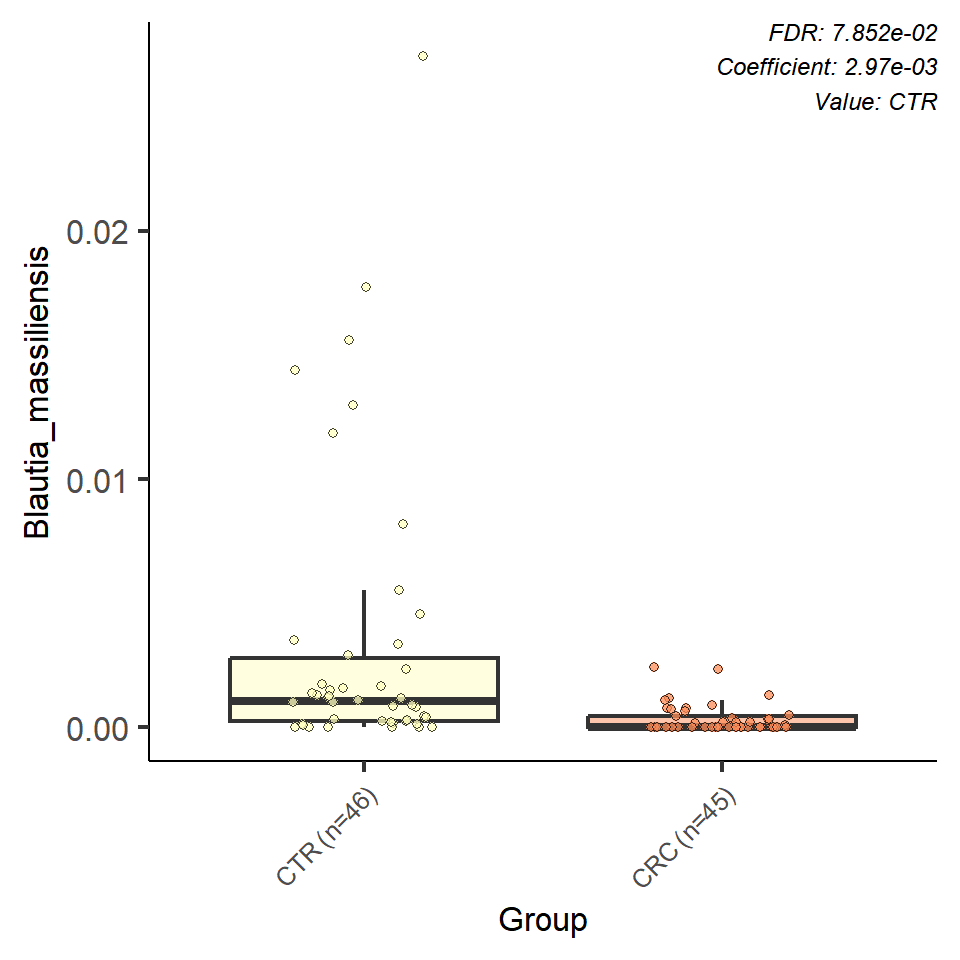 FDR: 7.852e-02
Coefficient: 2.97e-03
Value: CTR
Blautia_massiliensis
0.02
0.01
0.00
CTR (n=46)
CRC (n=45)
Group